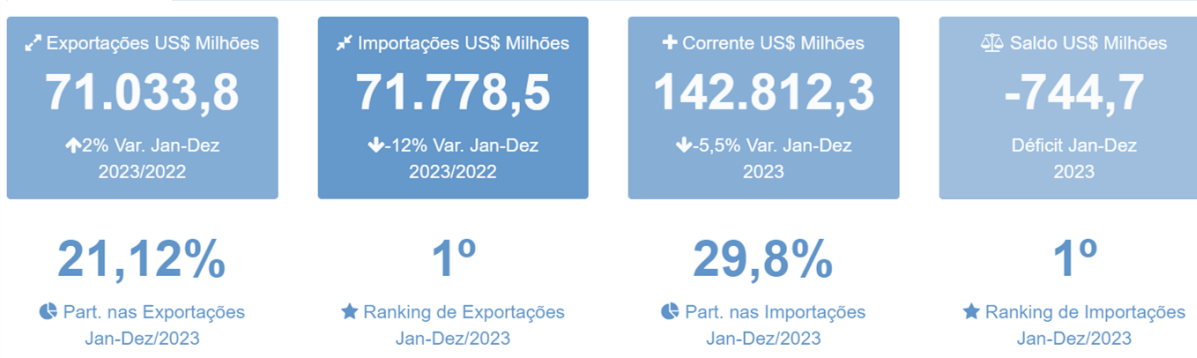 Exportações US$ Milhões
71.033,8
2% Var. Jan-Dez
2023/2022
Importações US$ Milhões
71.778,5
-12% Var. Jan-Dez
2023/2022
Corrente US$ Milhões
142.812,3
-5,5% Var. Jan-Dez
2023
Saldo US$ Milhões
-744,7
Déficit Jan-Dez
2023
21,12%
Part. nas Exportações
Jan-Dez/2023
1º
Ranking de Exportações
Jan-Dez/2023
29,8%
Part. nas Importações
Jan-Dez/2023
1º
Ranking de Importações
Jan-Dez/2023